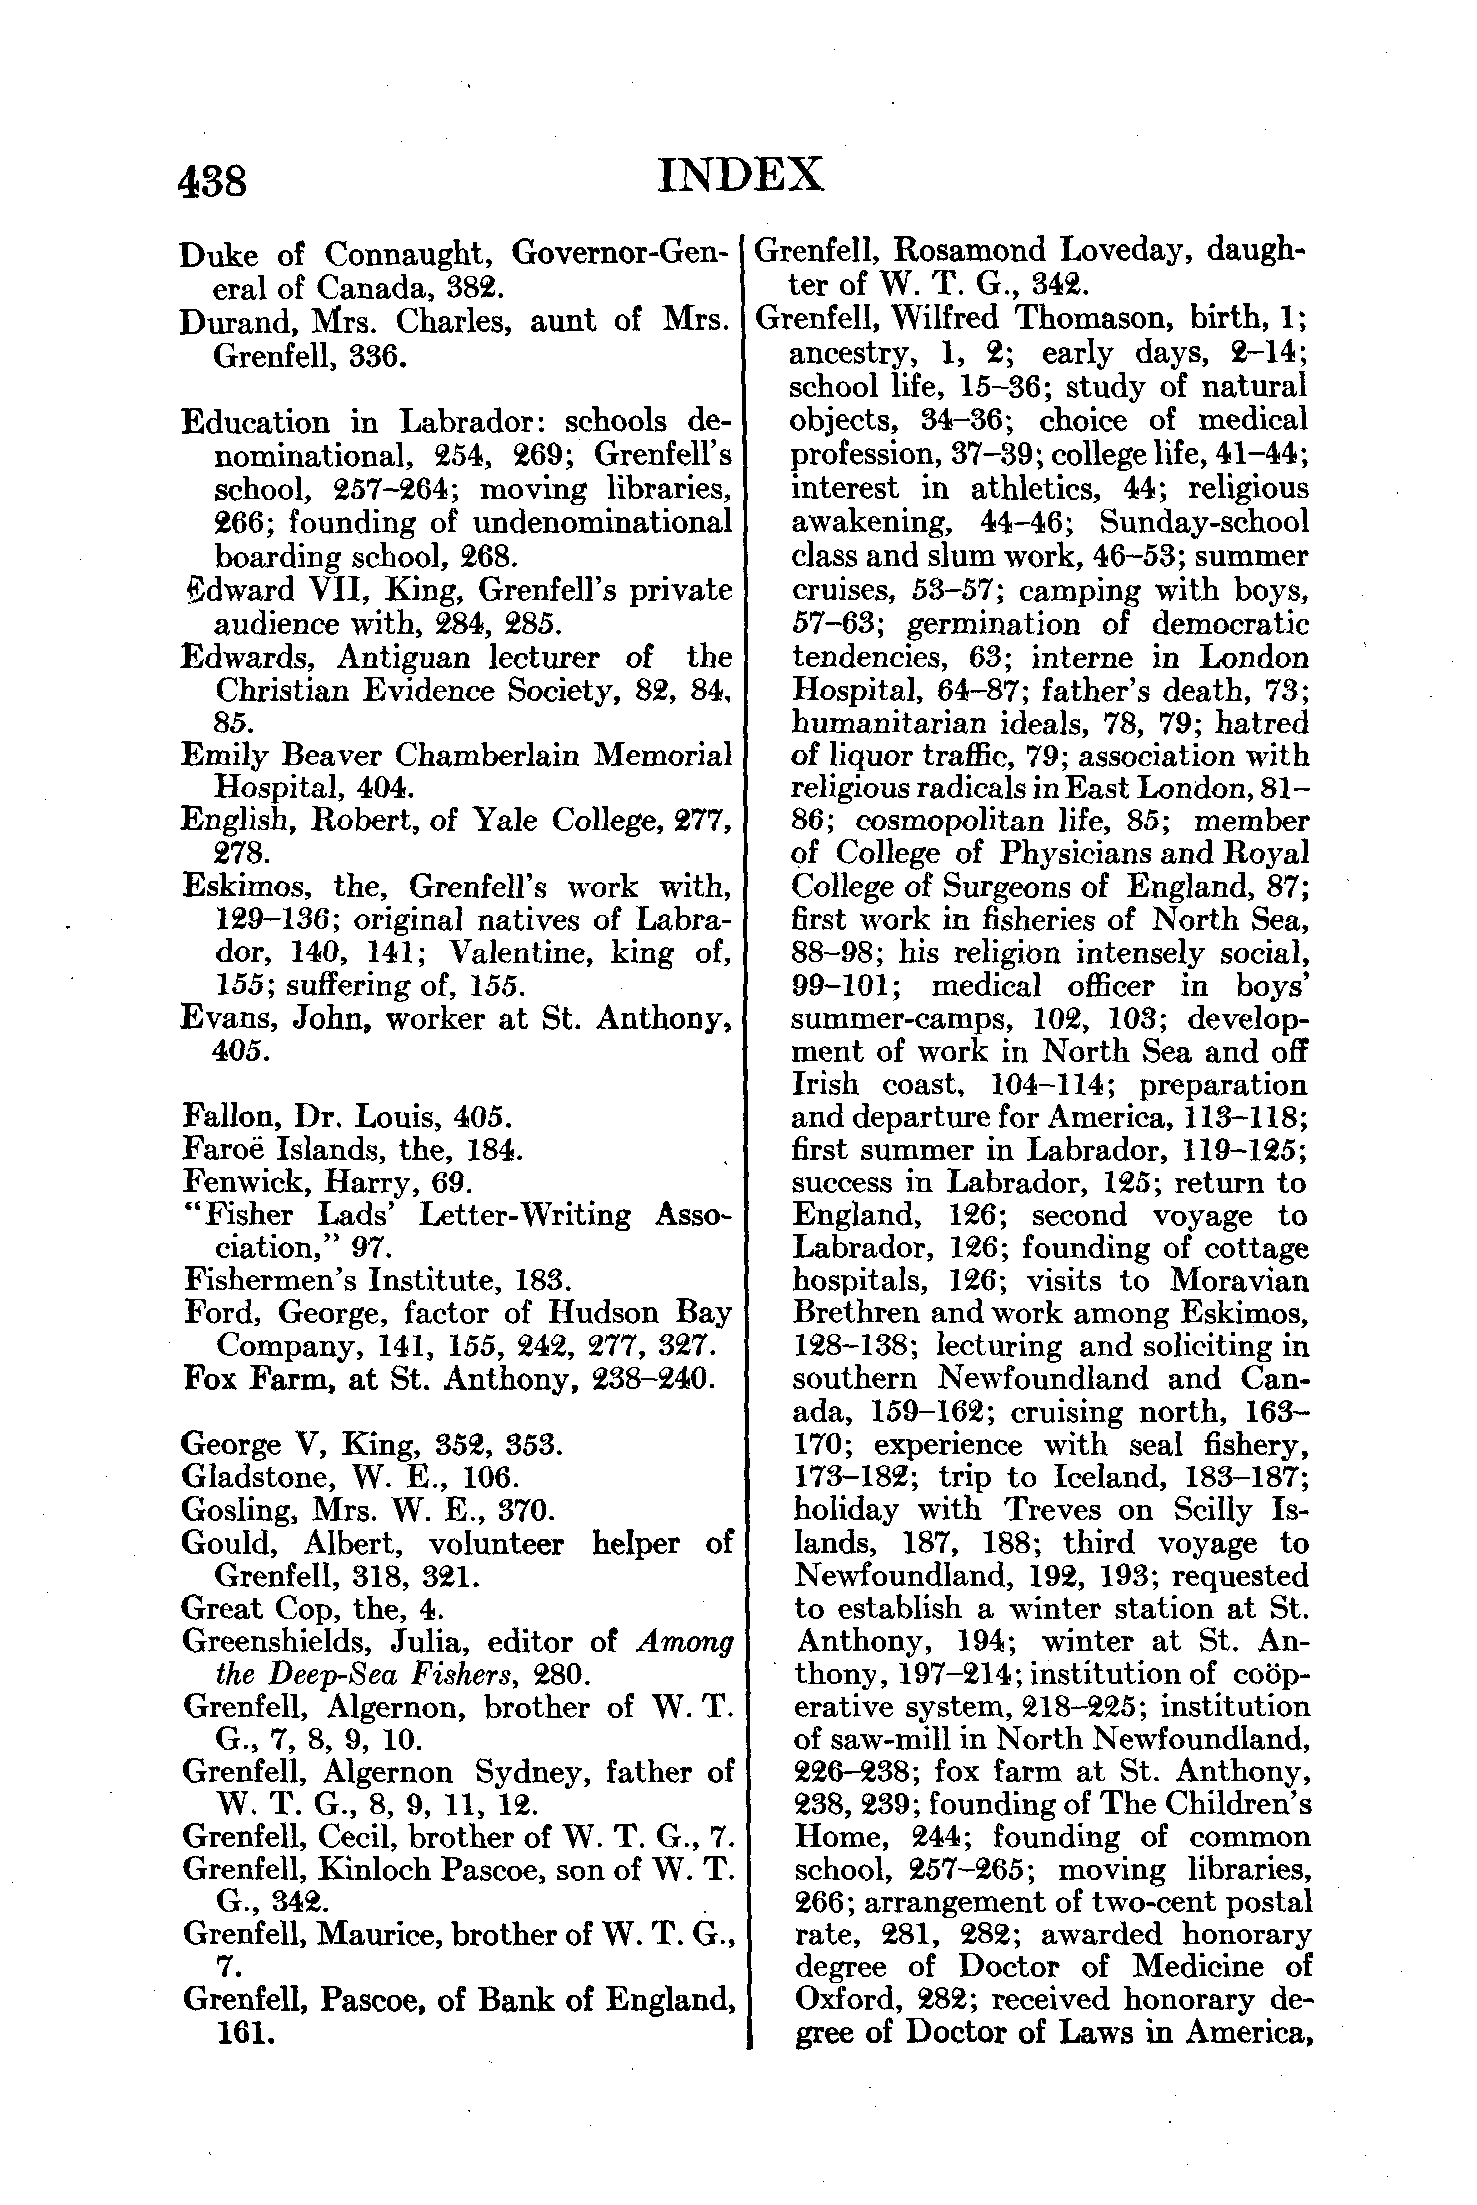 438
INDEX
Duke of Connaught, Governor-Gen-
eral of Canada, 382.
Durand, Mrs. Charles, aunt of Mrs.
Grenfell, 336.
Education in Labrador: schools de-
nominational, 254, 269; Grenfell's
school, 257–264; moving libraries,
266; founding of undenominational
boarding school, 268.
Edward VII, King, Grenfell's private
audience with, 284, 285.
Edwards, Antiguan lecturer of the
Christian Evidence Society, 82, 84,
85.
Emily Beaver Chamberlain Memorial
Hospital, 404.
English, Robert, of Yale College, 277,
278.
Eskimos, the, Grenfell's work with,
129–136; original natives of Labra-
dor, 140, 141; Valentine, king of,
155; suffering of, 155.
Evans, John, worker at St. Anthony,
405.
Fallon, Dr. Louis, 405.
Faroë Islands, the, 184.
Fenwick, Harry, 69.
“Fisher Lads' Letter-Writing Asso-
ciation,” 97.
Fishermen's Institute, 183.
Ford, George, factor of Hudson Bay
Company, 141, 155, 242, 277, 327.
Fox Farm, at St. Anthony, 238–240.
George V, King, 352, 353.
Gladstone, W. E., 106.
Gosling, Mrs. W. E., 370.
Gould, Albert, volunteer helper of
Grenfell, 318, 321.
Great Cop, the, 4.
Greenshields, Julia, editor of Among
the Deep-Sea Fishers, 280.
Grenfell, Algernon, brother of W. T.
G., 7, 8, 9, 10.
Grenfell, Algernon Sydney, father of
W. T. G., 8, 9, 11, 12.
Grenfell, Cecil, brother of W. T. G., 7.
Grenfell, Kinloch Pascoe, son of W. T.
G., 342.
Grenfell, Maurice, brother of W. T. G.,
7.
Grenfell, Pascoe, of Bank of England,
161.
Grenfell, Rosamond Loveday, daugh-
ter of W. T. G., 342.
Grenfell, Wilfred Thomason, birth, 1;
ancestry, 1, 2; early days, 2–14;
school life, 15–36; study of natural
objects, 34–36; choice of medical
profession, 37–39; college life, 41–44;
interest in athletics, 44; religious
awakening, 44–46; Sunday-school
class and slum work, 46–53; summer
cruises, 53–57; camping with boys,
57–63; germination of democratic
tendencies, 63; interne in London
Hospital, 64–87; father's death, 73;
humanitarian ideals, 78, 79; hatred
of liquor traffic, 79; association with
religious radicals in East London, 81–
86; cosmopolitan life, 85; member
of College of Physicians and Royal
College of Surgeons of England, 87;
first work in fisheries of North Sea,
88–98; his religion intensely social,
99–101; medical officer in boys'
summer-camps, 102, 103; develop-
ment of work in North Sea and off
Irish coast, 104–114; preparation
and departure for America, 113–118;
first summer in Labrador, 119–125;
success in Labrador, 125; return to
England, 126; second voyage to
Labrador, 126; founding of cottage
hospitals, 126; visits to Moravian
Brethren and work among Eskimos,
128–138; lecturing and soliciting in
southern Newfoundland and Can-
ada, 159–162; cruising north, 163–
170; experience with seal fishery,
173–182; trip to Iceland, 183–187;
holiday with Treves on Scilly Is-
lands, 187, 188; third voyage to
Newfoundland, 192, 193; requested
to establish a winter station at St.
Anthony, 194; winter at St. An-
thony, 197–214; institution of coöp-
erative system, 218–225; institution
of saw-mill in North Newfoundland,
226–238; fox farm at St. Anthony,
238, 239; founding of The Children's
Home, 244; founding of common
school, 257–265; moving libraries,
266; arrangement of two-cent postal
rate, 281, 282; awarded honorary
degree of Doctor of Medicine of
Oxford, 282; received honorary de-
gree of Doctor of Laws in America,